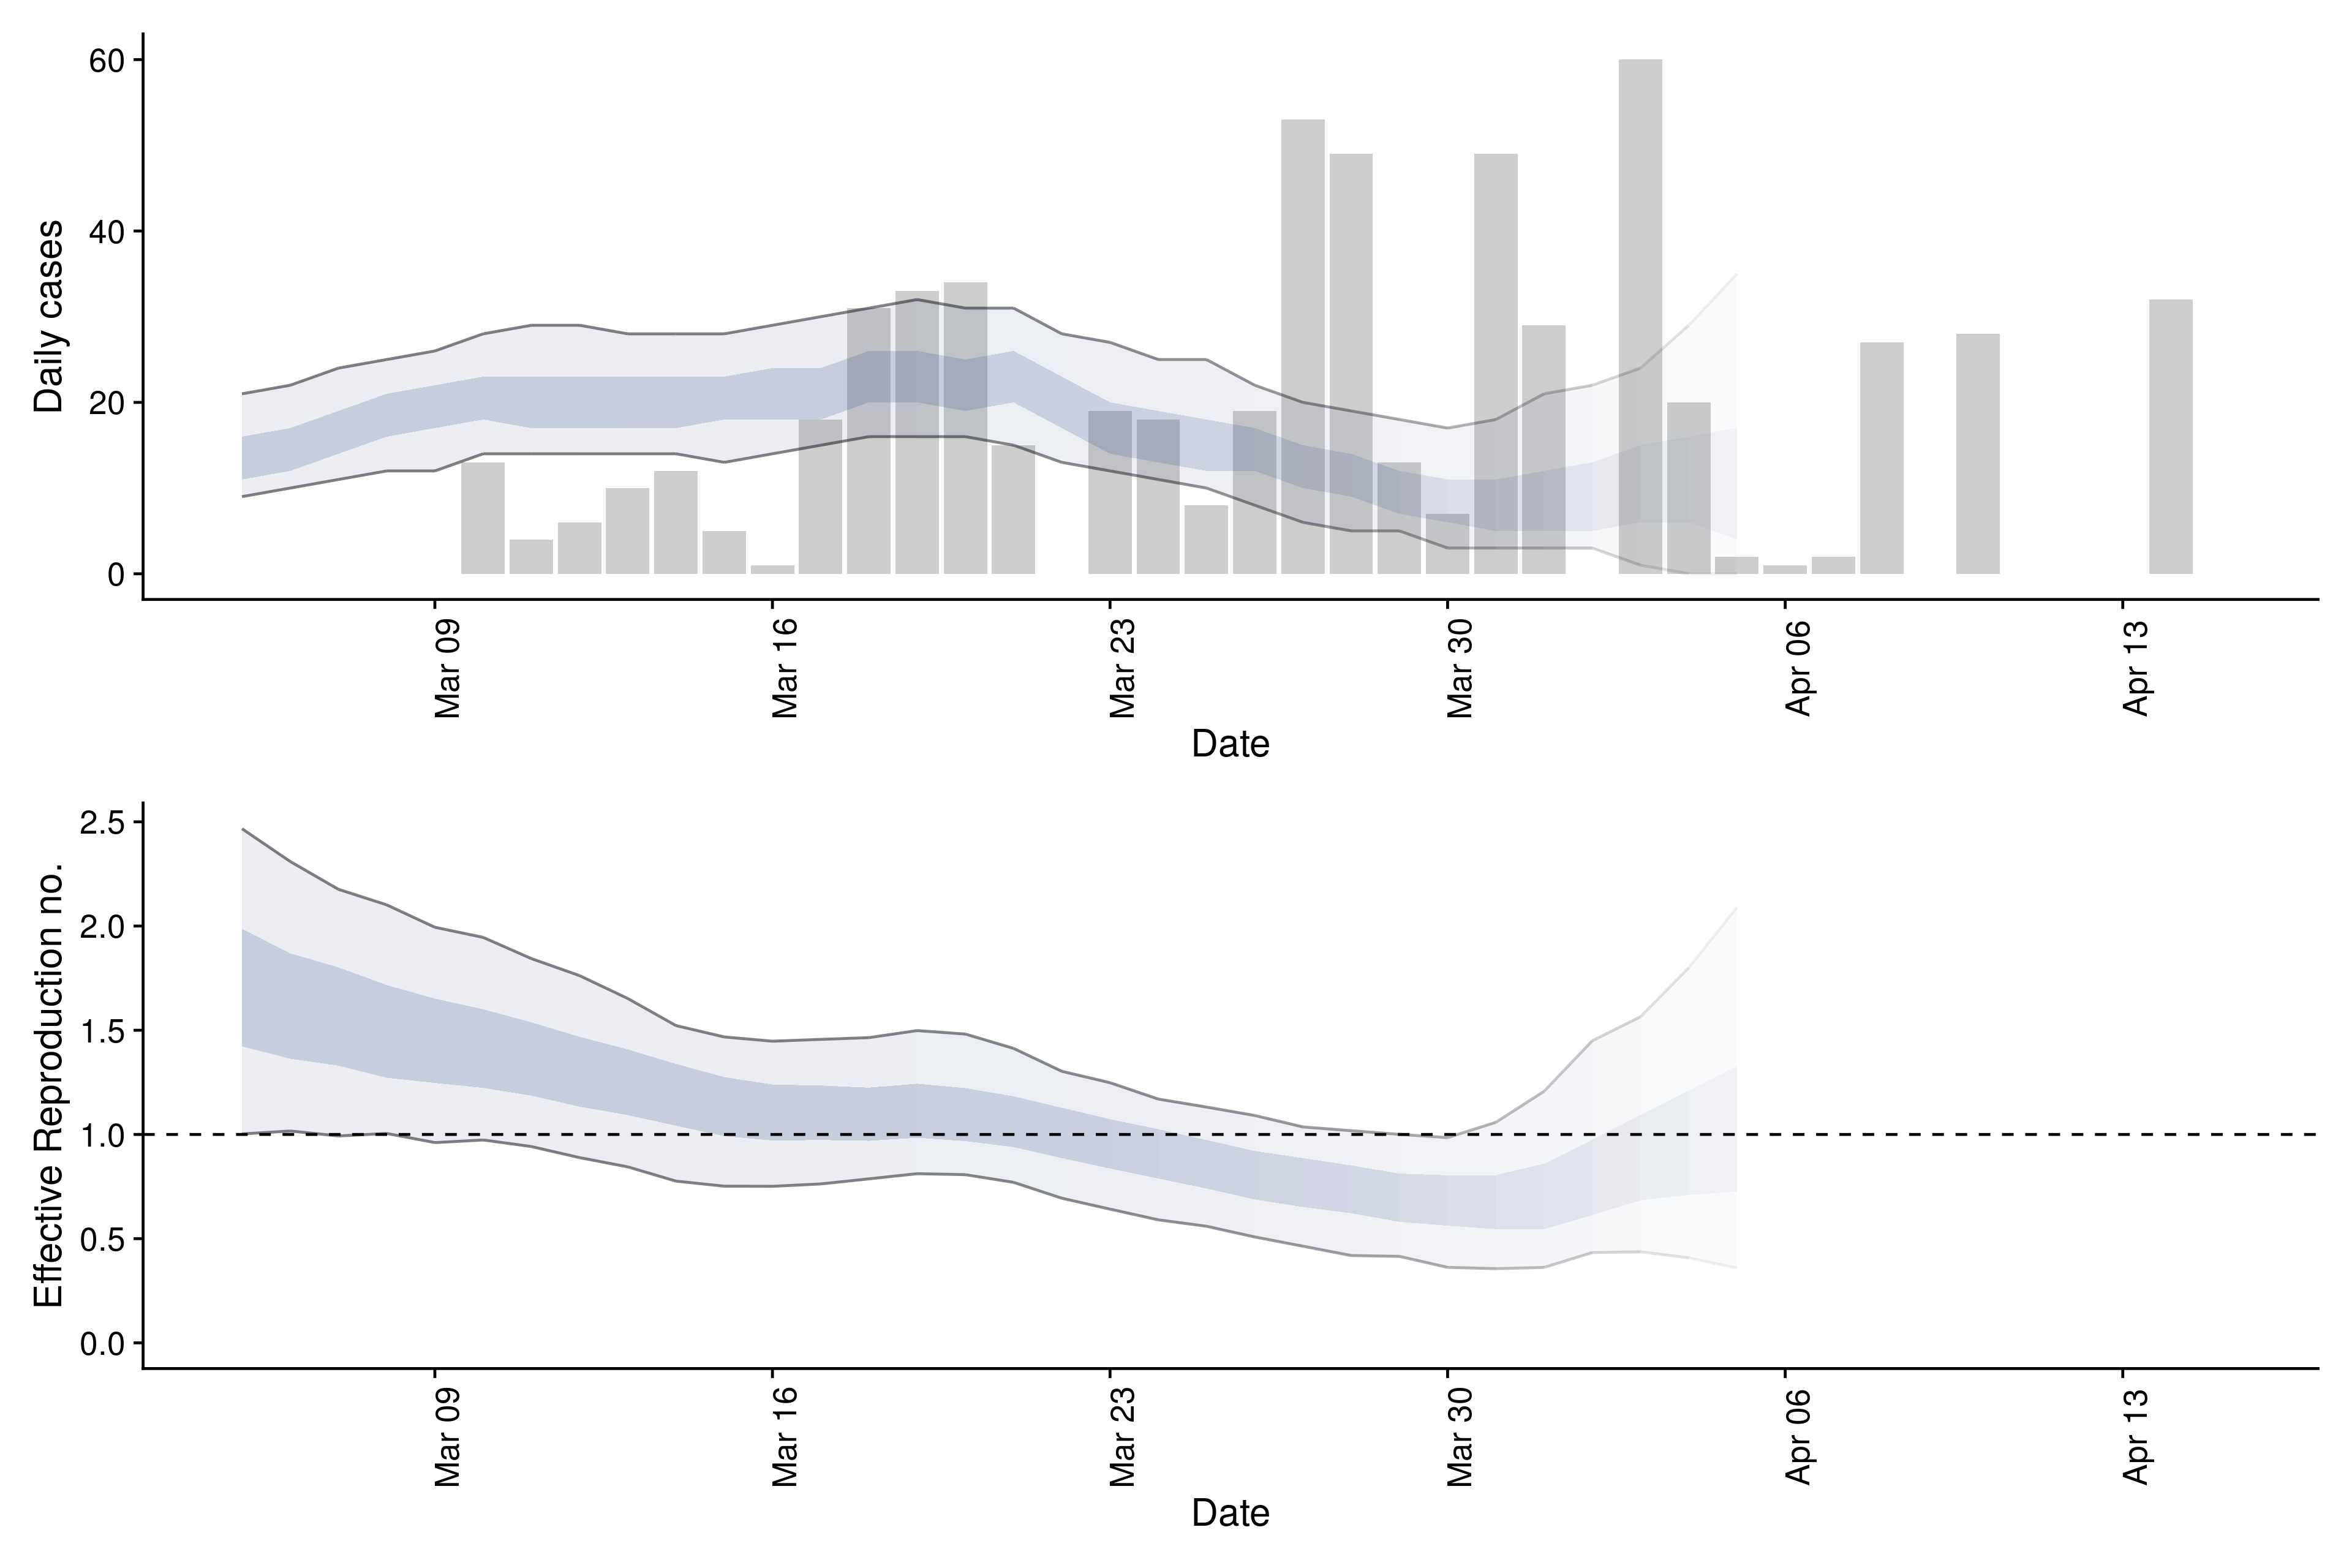 Daily cases
60
40
20
0
Mar 09
Mar 16
Mar 23
Mar 30
Apr 06
Apr 13
Date
Effective Reproduction no.
2.5
2.0
1.5
1.0
0.5
0.0
Mar 09
Mar 16
Mar 23
Mar 30
Apr 06
Apr 13
Date